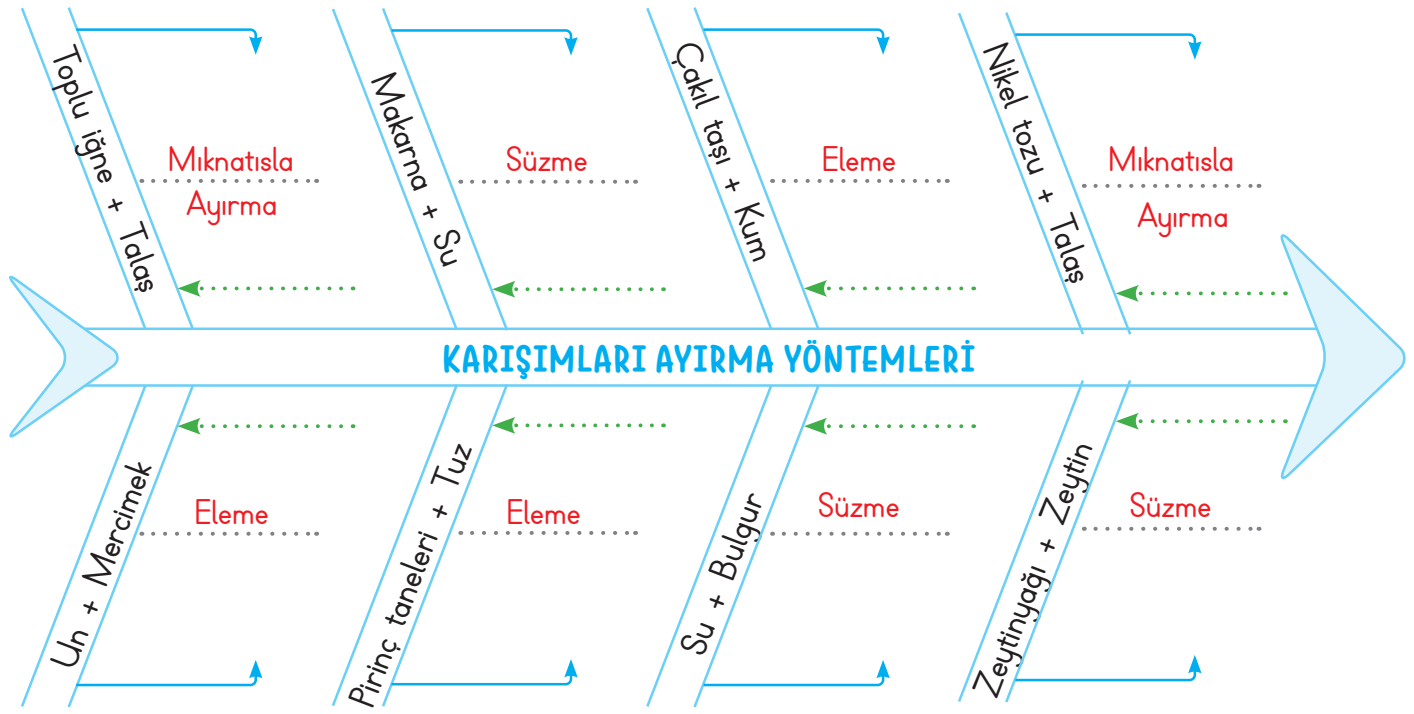 Toplu iğne + Talaş
Mıknatısla
Ayırma
Makarna + Su
Süzme
Çakıl taşı + Kum
Eleme
Nikel tozu + Talaş
Mıknatısla
Ayırma
KARIŞIMLARI AYIRMA YÖNTEMLERİ
Un + Mercimek
Eleme
Pirinç taneleri + Tuz
Eleme
Su + Bulgur
Süzme
Zeytinyağı + Zeytin
Süzme